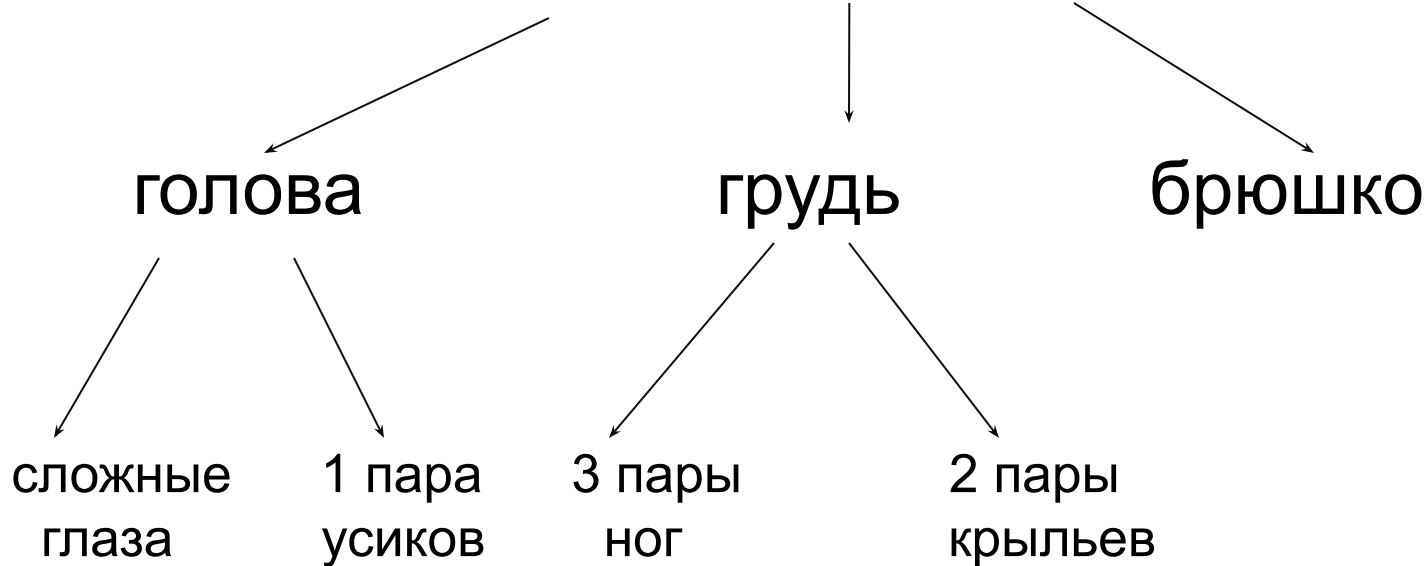 голова грудь брюшко
сложные 1 пара 3 пары 2 пары
глаза усиков ног крыльев